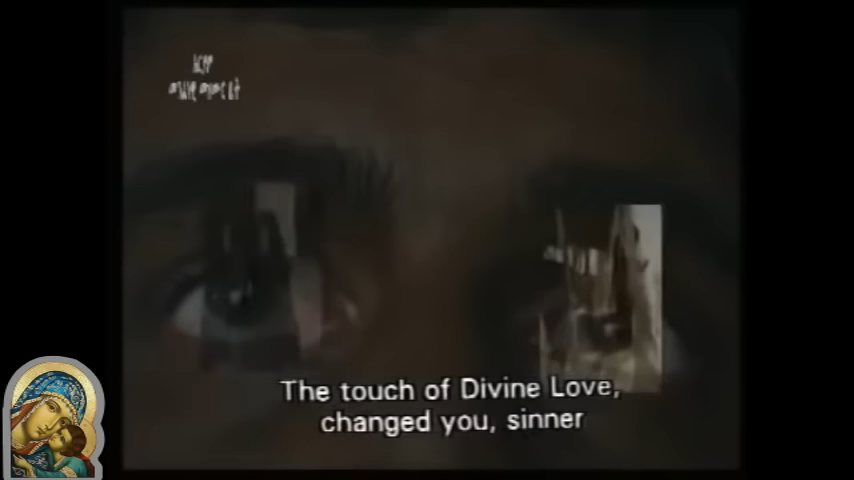 The touch of Divine Love,
changed you, sinner